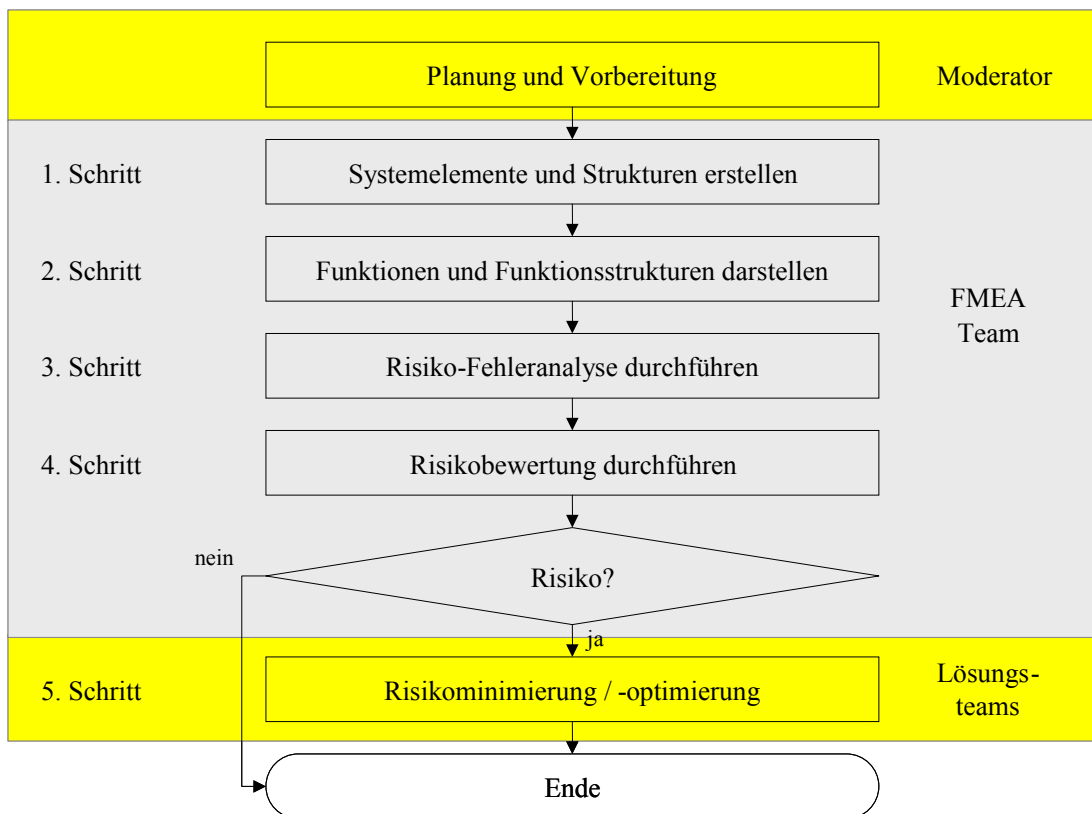 Planung und Vorbereitung
Moderator
1. Schritt
Systemelemente und Strukturen erstellen
2. Schritt
Funktionen und Funktionsstrukturen darstellen
FMEA
Team
3. Schritt
Risiko-Fehleranalyse durchführen
4. Schritt
Risikobewertung durchführen
nein
Risiko?
ja
5. Schritt
Risikominimierung / -optimierung
Lösungs-
teams
Ende